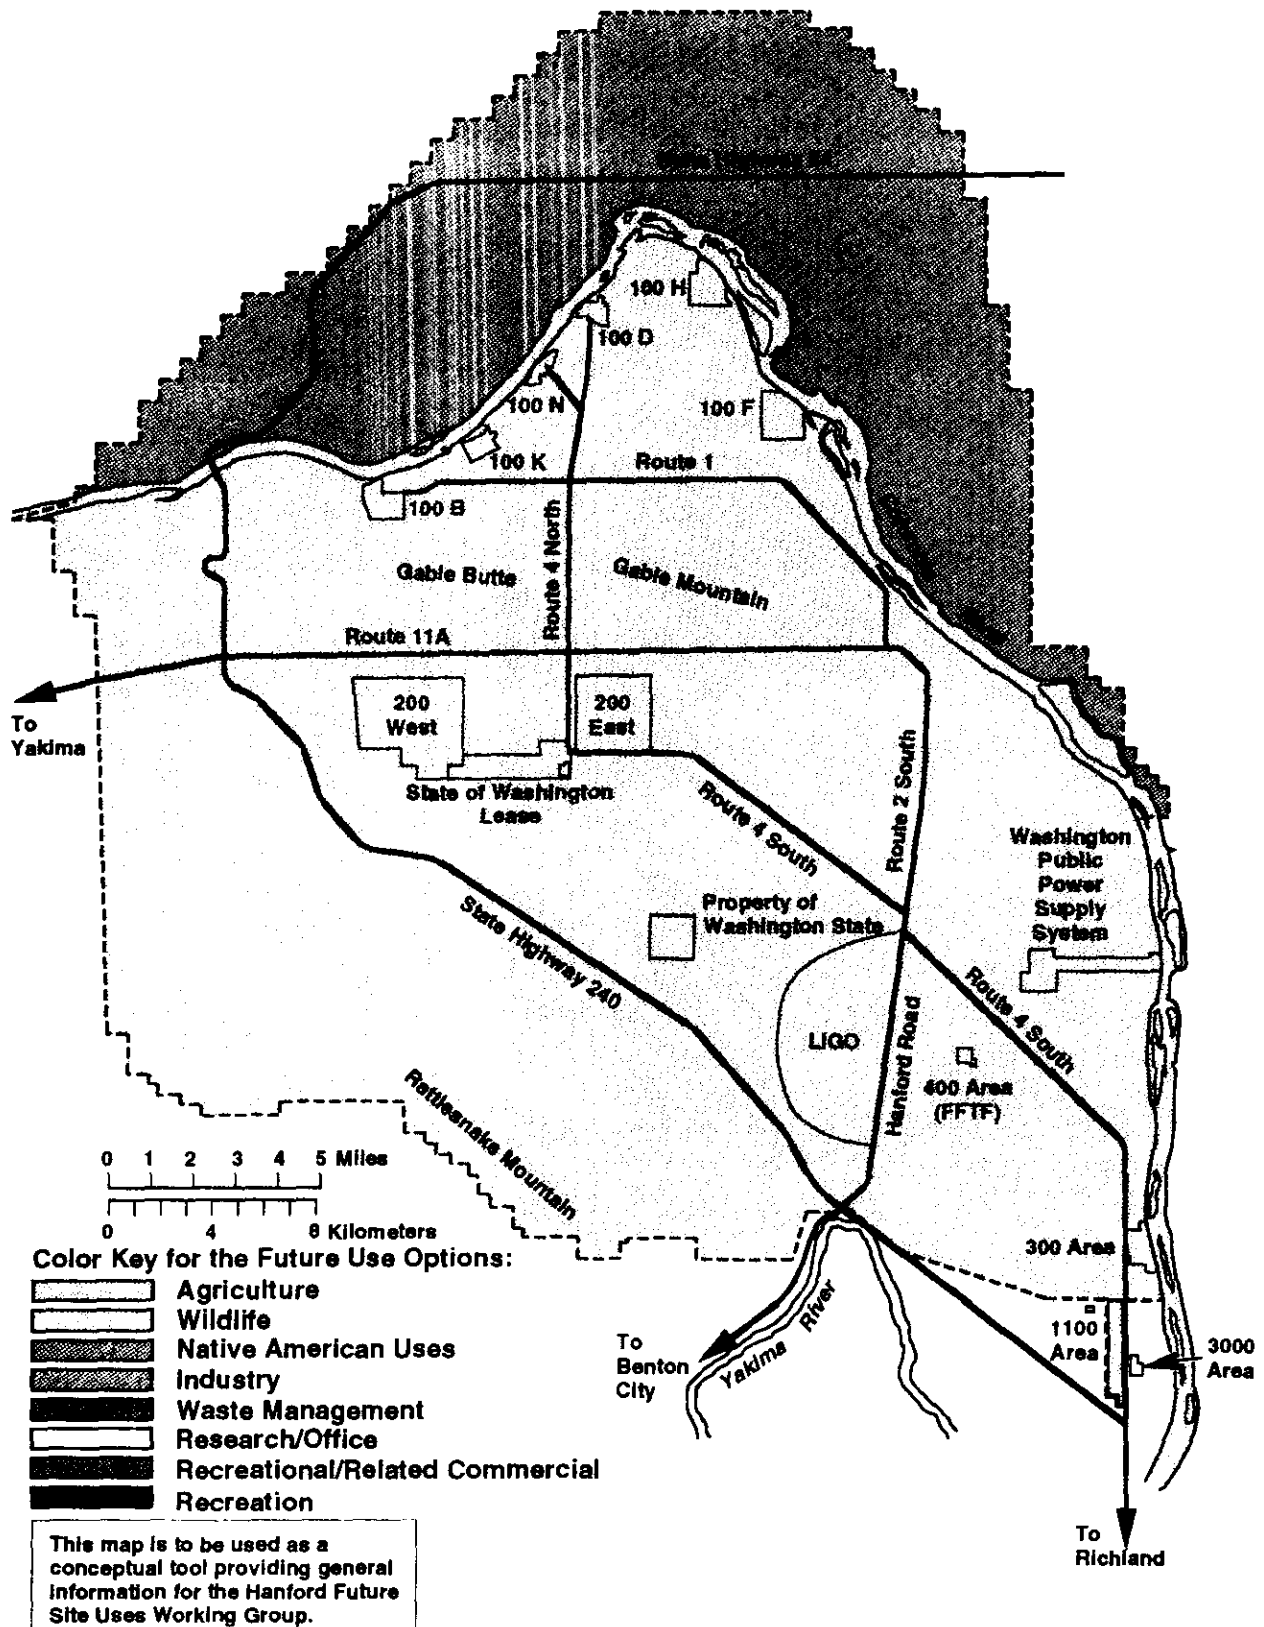 State Highway 24
100 H
100 D
100 N
100 F
100 K
Route 1
100 B
Route 4 North
Gable Butte
Gable Mountain
Route 11A
To
Yakima
200
West
200
East
State of Washington
Lease
Route 4 South
Route 2 South
Washington
Public
Power
Supply
System
Property of
Washington State
State Highway 240
Route 4 South
LIGO
Hanford Road
400 Area
(FFTF)
Rattlesnake Mountain
0 1 2 3 4 5 Miles
0 4 8 Kilometers
300 Area
1100
Area
3000
Area
To
Benton
City
Yakima River
To
Richland
Color Key for the Future Use Options:
Agriculture
Wildlife
Native American Uses
Industry
Waste Management
Research/Office
Recreational/Related Commercial
Recreation
This map is to be used as a
conceptual tool providing general
information for the Hanford Future
Site Uses Working Group.